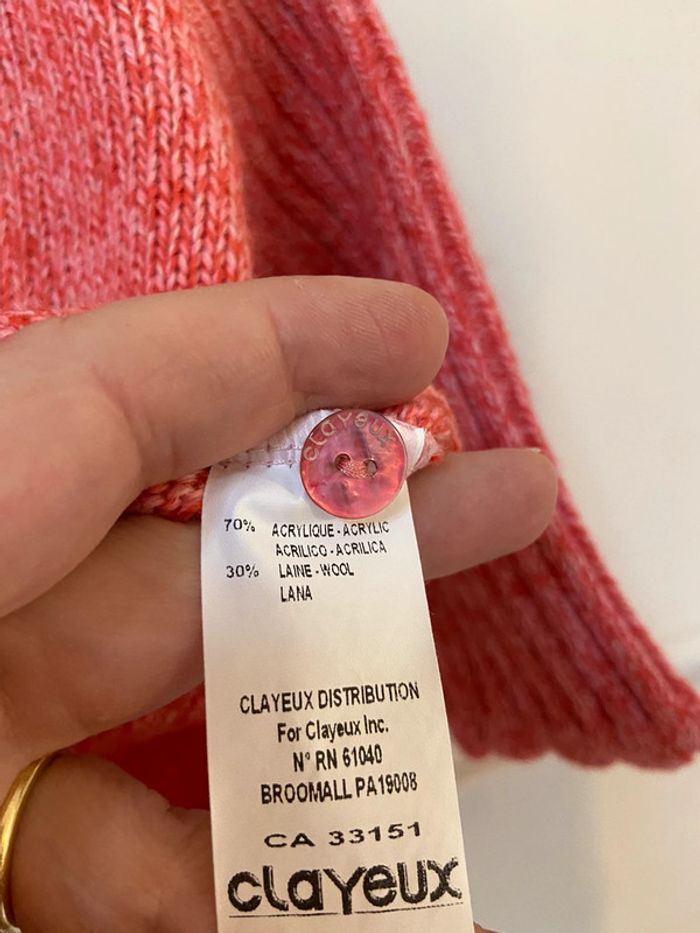 CLAYEUX
70% ACRYLIQUE - ACRYLIC
ACRILICO - ACRILICA
30% LAINE - WOOL
LANA
CLAYEUX DISTRIBUTION
For Clayeux Inc.
N° RN 61040
BROOMALL PA19008
CA 33151
clayeux